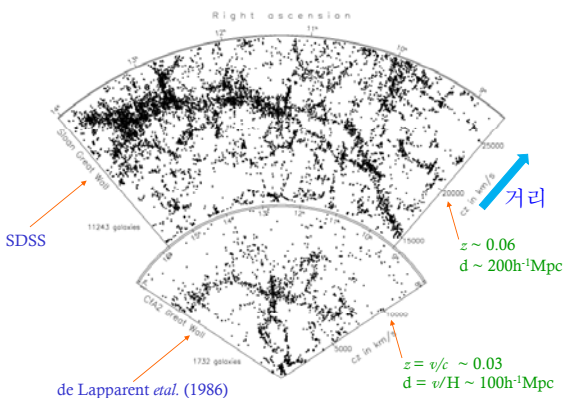 Right ascension
14h 13h 12h 11h 10h 9h
Sloan Great Wall
25000
20000
15000
cz in km/s
거리
11243 galaxies
SDSS
z ~ 0.06
d ~ 200h⁻¹Mpc
13h 12h
CfA2 Great Wall
10000
5000
cz in km/s
1732 galaxies
z = v/c ~ 0.03
d = v/H ~ 100h⁻¹Mpc
de Lapparent etal. (1986)